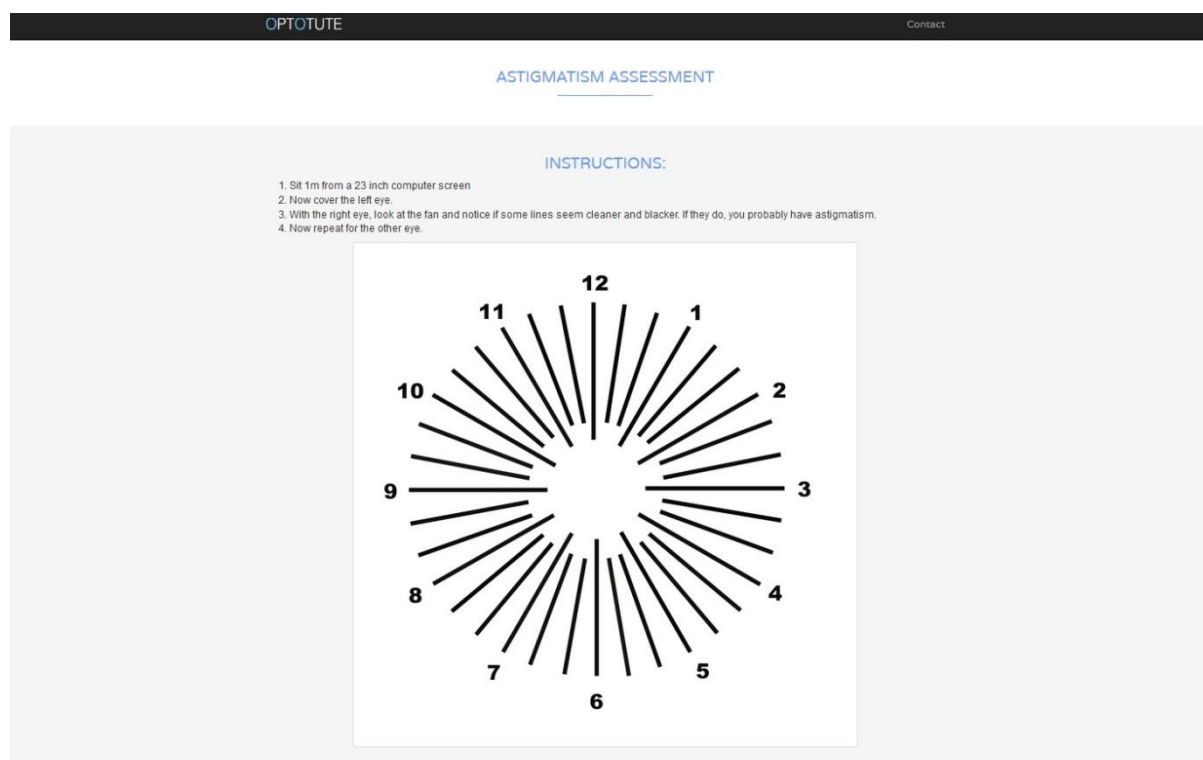 OPTOTUTE
Contact
ASTIGMATISM ASSESSMENT
INSTRUCTIONS:
1. Sit 1m from a 23 inch computer screen
2. Now cover the left eye.
3. With the right eye, look at the fan and notice if some lines seem cleaner and blacker. If they do, you probably have astigmatism.
4. Now repeat for the other eye.
12
11
1
10
2
9
3
8
4
7
5
6